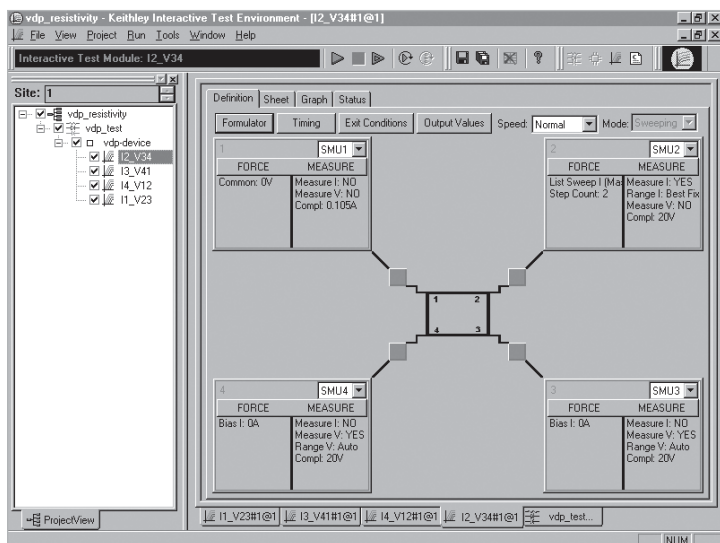 vdp_resistivity - Keithley Interactive Test Environment - [I2_V34#1@1]
File View Project Run Tools Window Help
Interactive Test Module: I2_V34
Site: 1
vdp_resistivity
vdp_test
vdp-device
I2_V34
I3_V41
I4_V12
I1_V23
ProjectView
Definition Sheet Graph Status
Formulator Timing Exit Conditions Output Values Speed: Normal Mode: Sweeping
1 SMU1
FORCE MEASURE
Common: 0V
Measure I: NO
Measure V: NO
Compl: 0.105A
2 SMU2
FORCE MEASURE
List Sweep I (Mas
Step Count: 2
Measure I: YES
Range I: Best Fix
Measure V: NO
Compl: 20V
1 2
4 3
4 SMU4
FORCE MEASURE
Bias I: 0A
Measure I: NO
Measure V: YES
Range V: Auto
Compl: 20V
3 SMU3
FORCE MEASURE
Bias I: 0A
Measure I: NO
Measure V: YES
Range V: Auto
Compl: 20V
I1_V23#1@1 I3_V41#1@1 I4_V12#1@1 I2_V34#1@1 vdp_test...
NUM